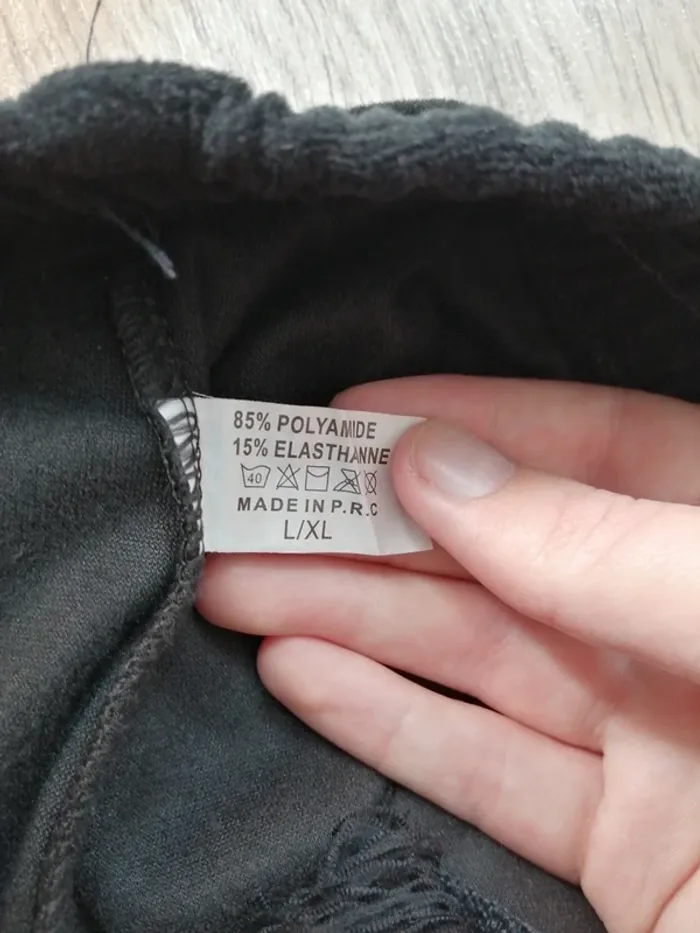 85% POLYAMIDE
15% ELASTHANNE
40
MADE IN P.R.C
L/XL